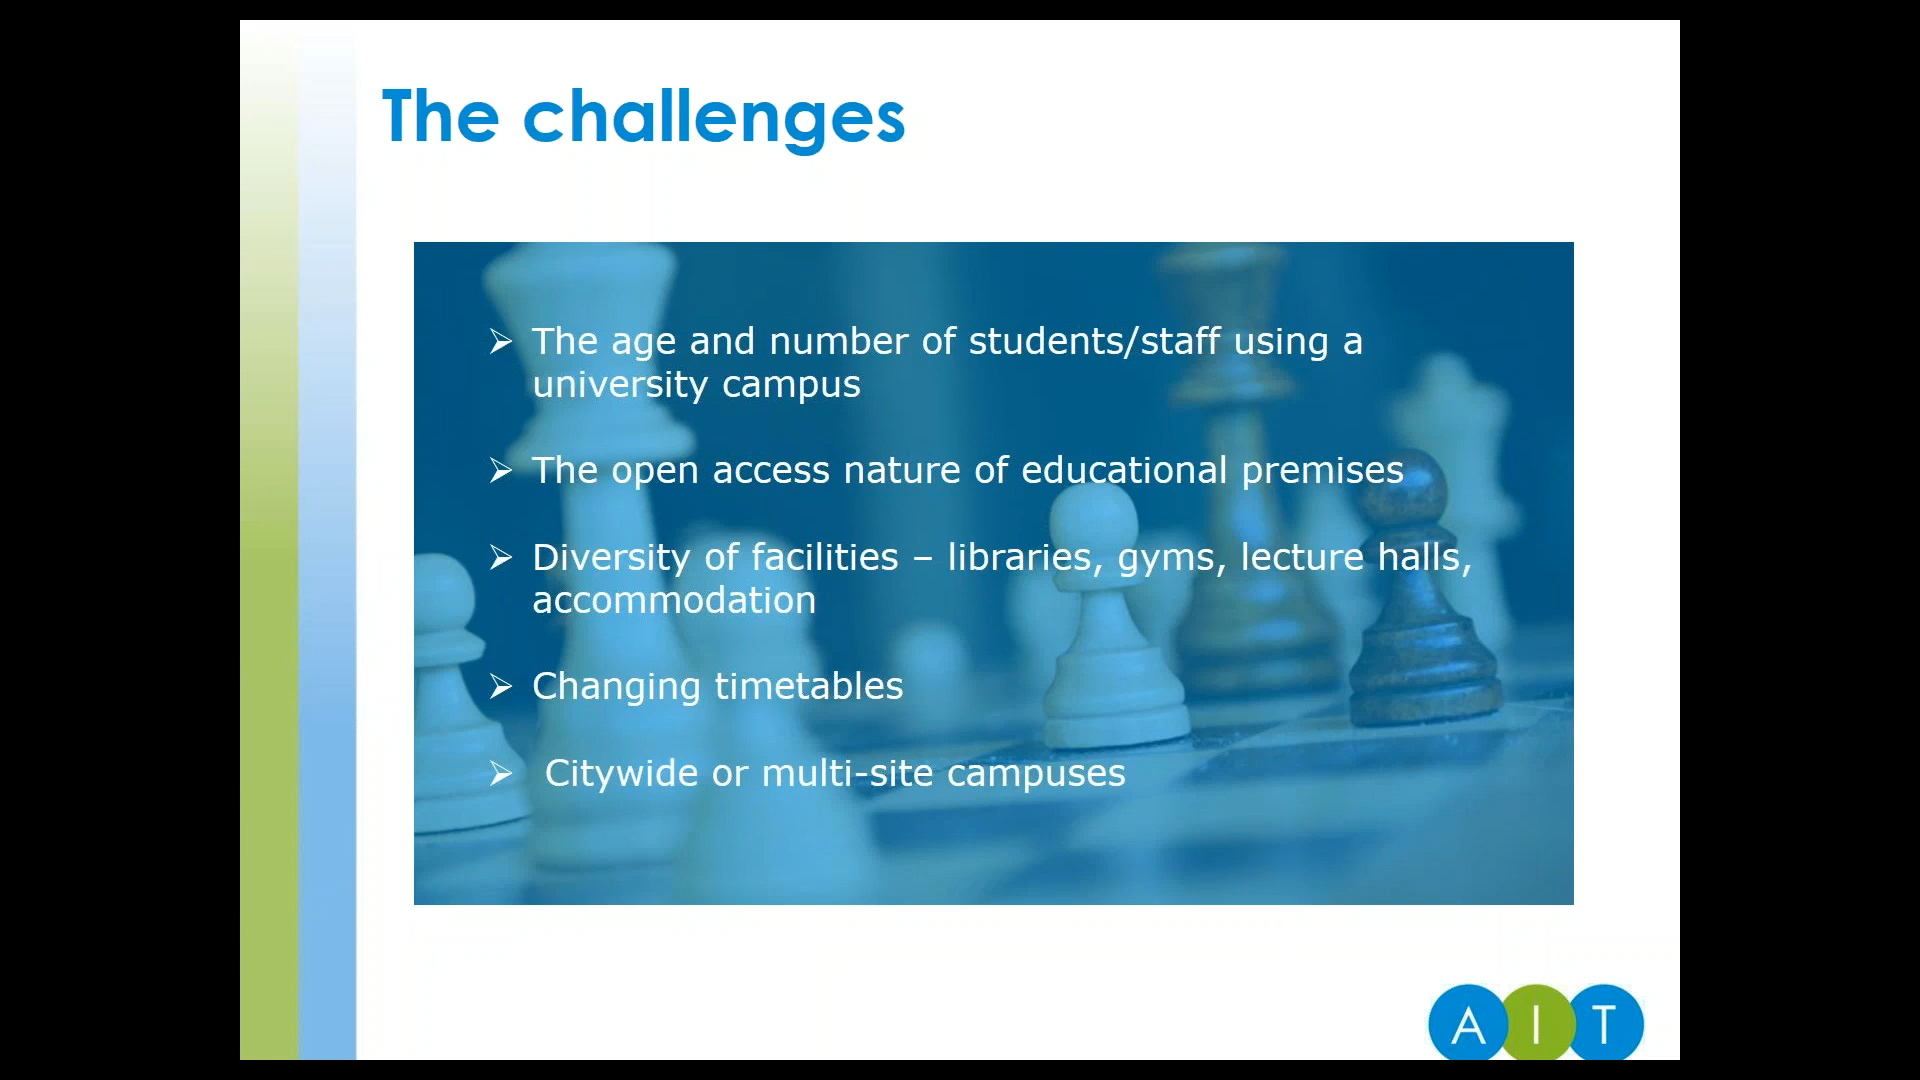 The challenges
➢ The age and number of students/staff using a
university campus
➢ The open access nature of educational premises
➢ Diversity of facilities – libraries, gyms, lecture halls,
accommodation
➢ Changing timetables
➢ Citywide or multi-site campuses
A I T